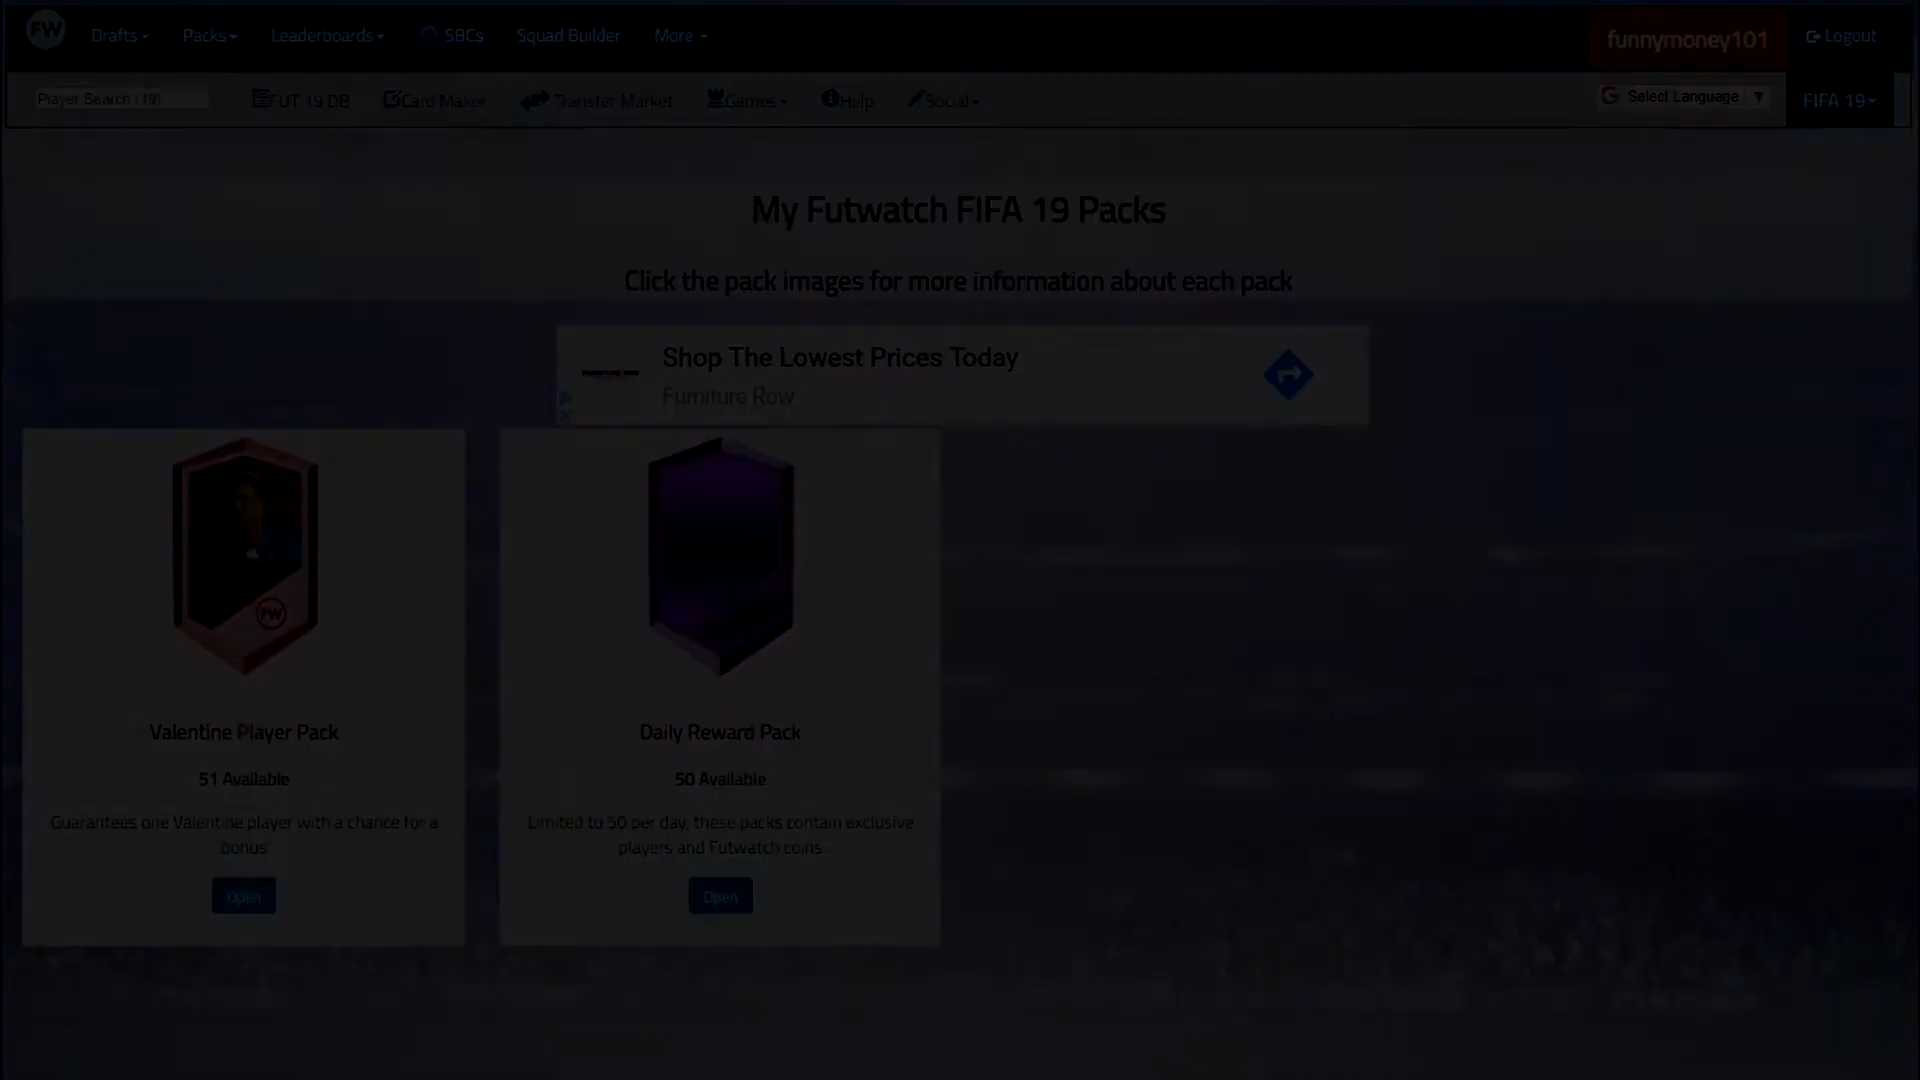 FW Drafts Packs Leaderboards SBCs Squad Builder More funnymoney101 Logout
Player Search (19) FUT 19 DB Card Maker Transfer Market Games Help Social Select Language FIFA 19
My Futwatch FIFA 19 Packs
Click the pack images for more information about each pack
Shop The Lowest Prices Today
Furniture Row
FW
Valentine Player Pack
51 Available
Guarantees one Valentine player with a chance for a
bonus
Open
Daily Reward Pack
50 Available
Limited to 50 per day, these packs contain exclusive
players and Futwatch coins
Open